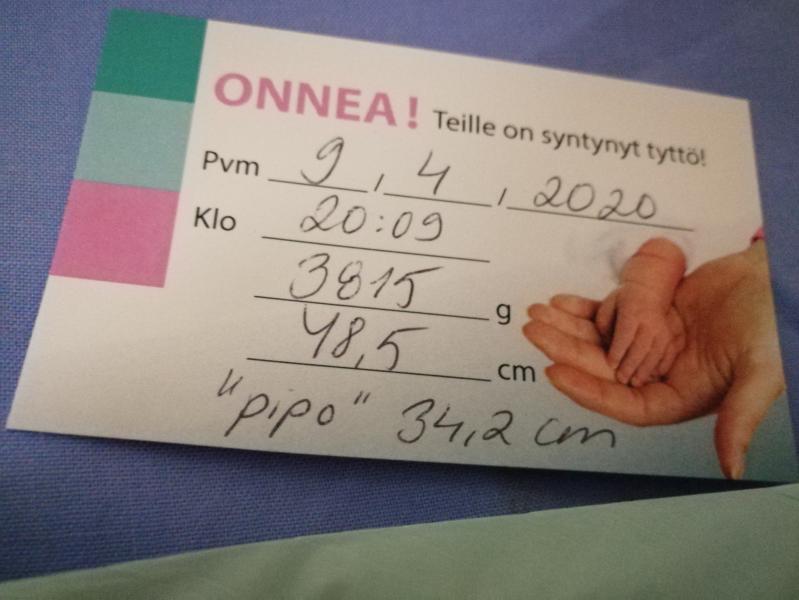 ONNEA! Teille on syntynyt tyttö!
Pvm 9, 4, 2020
Klo 20:09
3815 g
48,5 cm
"pipo" 34,2 cm